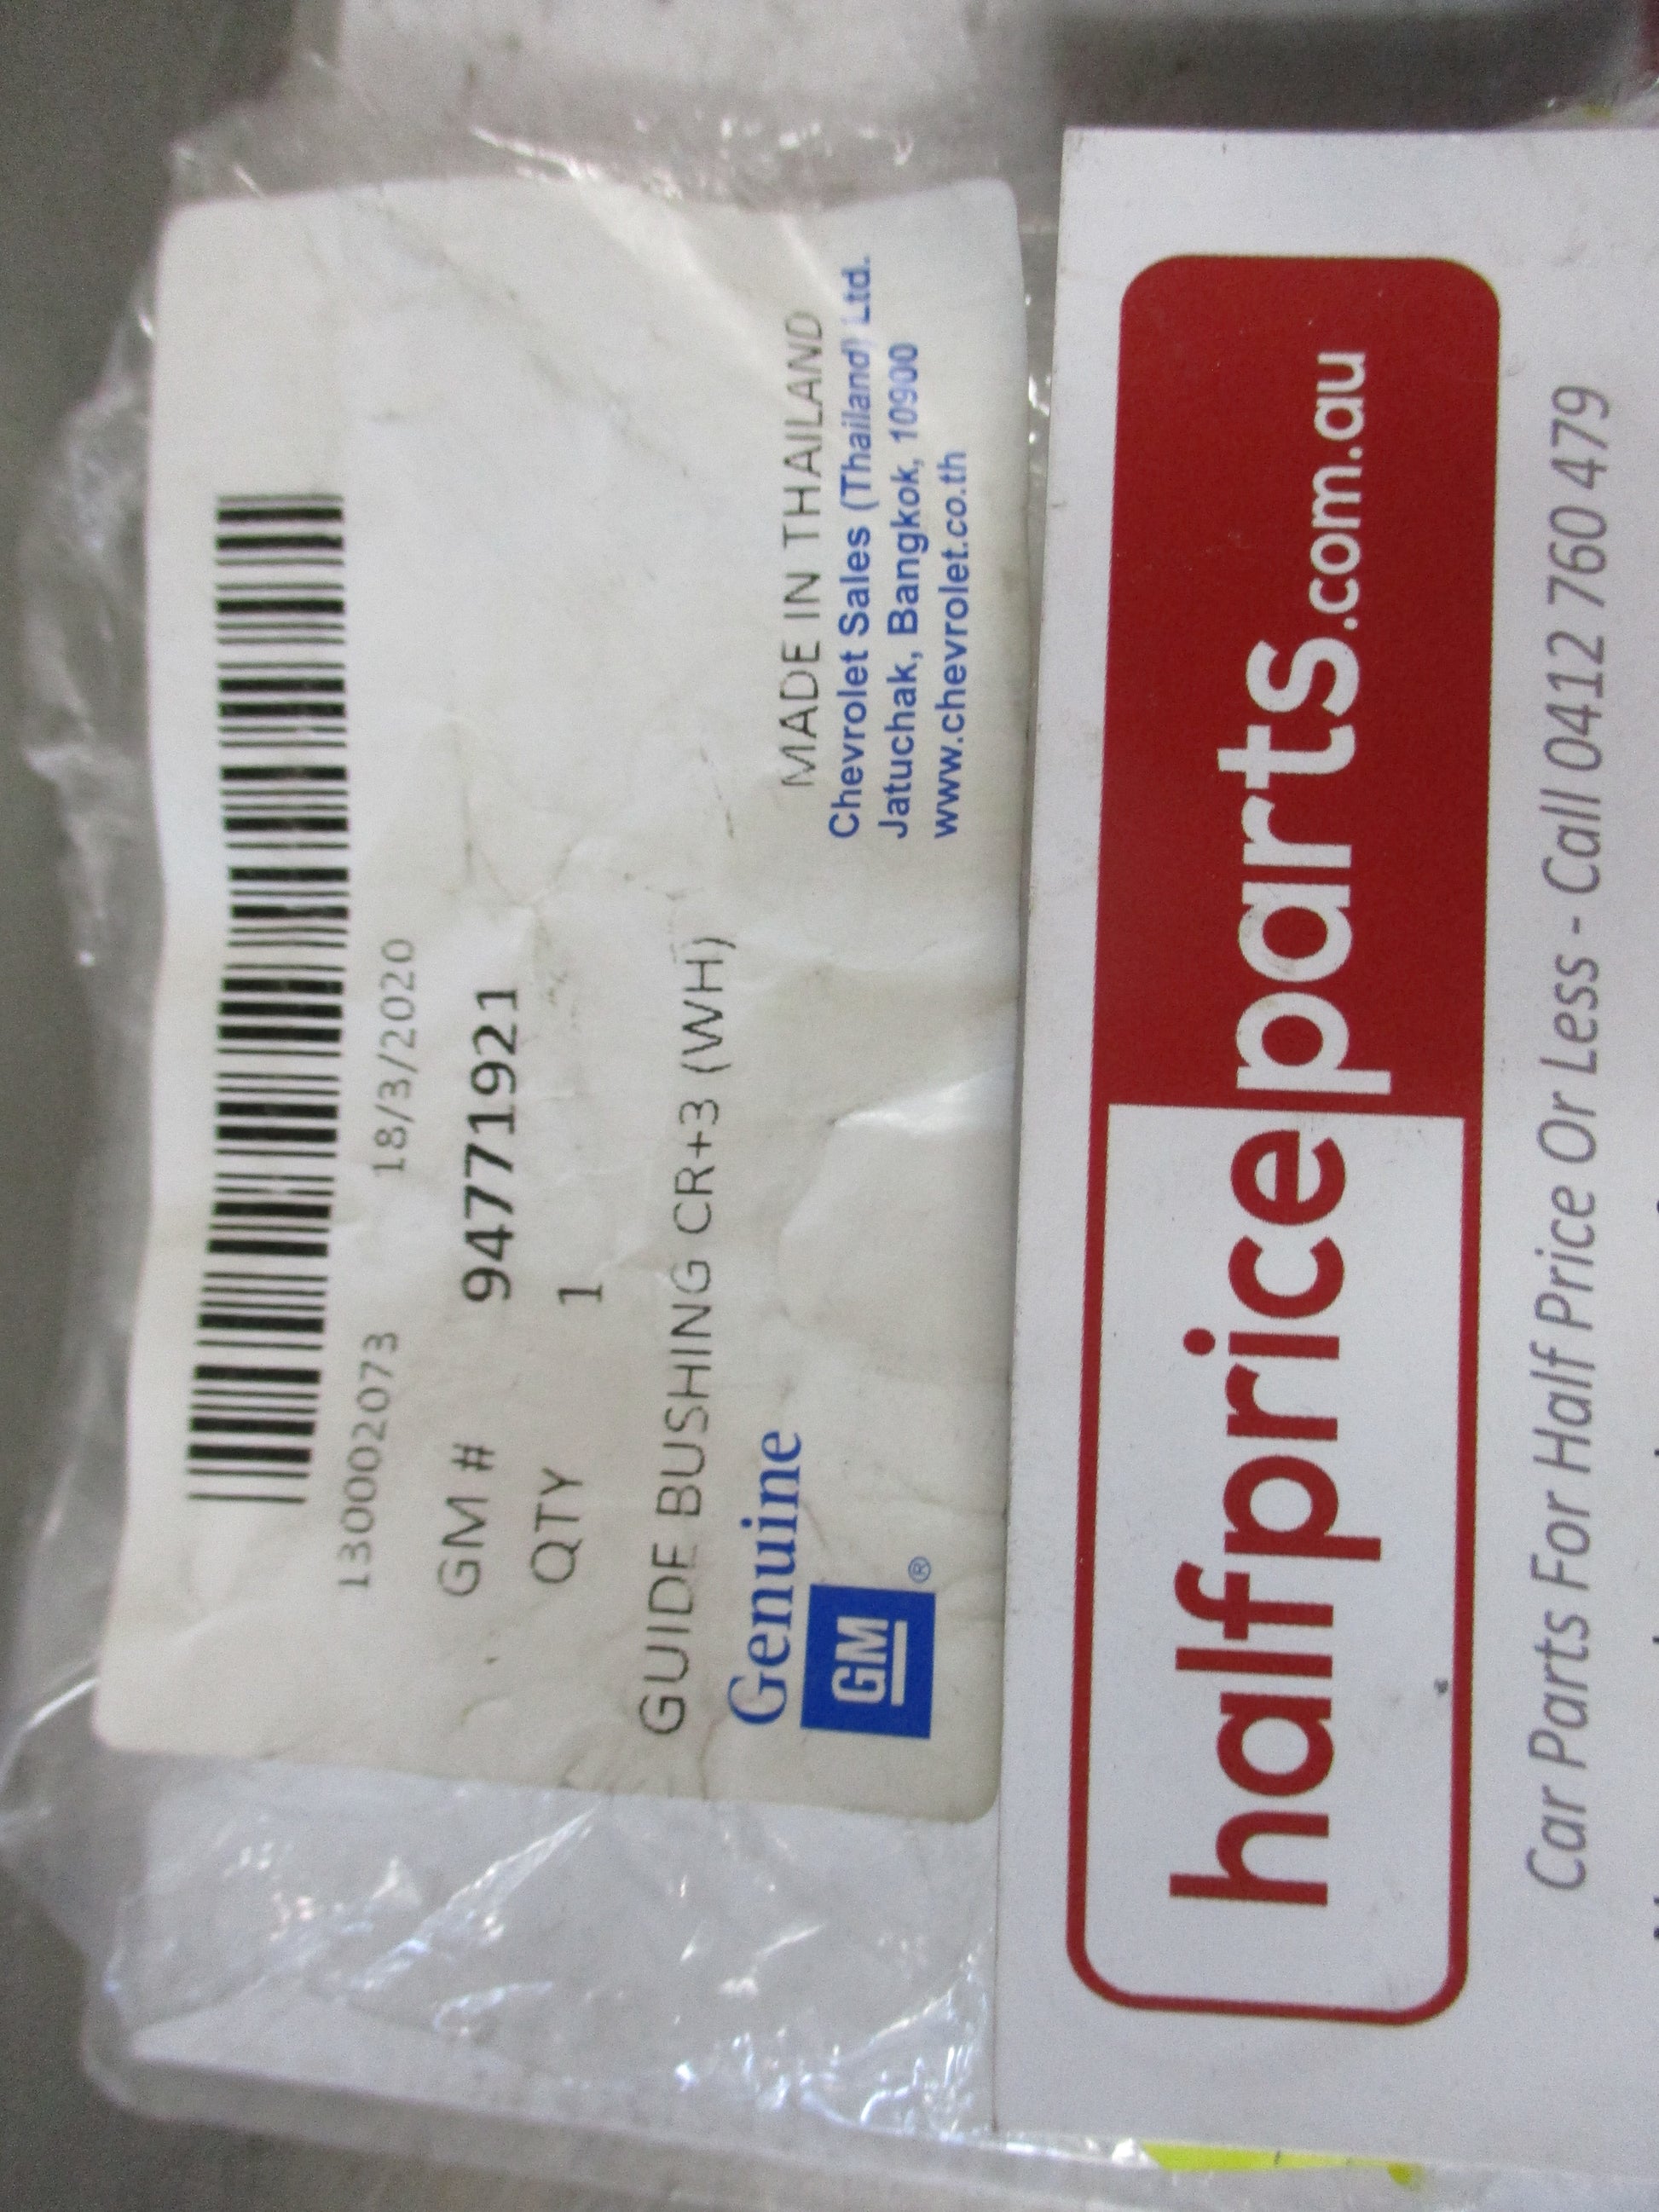 130002073 18/3/2020
GM # 94771921
QTY 1
GUIDE BUSHING CR+3 (WH)
Genuine
GM ®
MADE IN THAILAND
Chevrolet Sales (Thailand) Ltd.
Jatuchak, Bangkok, 10900
www.chevrolet.co.th
halfpriceparts.com.au
Car Parts For Half Price Or Less - Call 0412 760 479